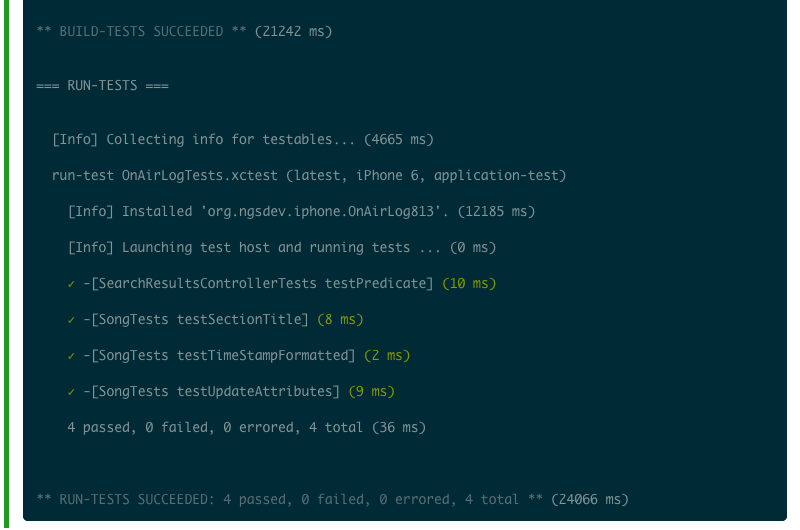 ** BUILD-TESTS SUCCEEDED ** (21242 ms)
=== RUN-TESTS ===
[Info] Collecting info for testables... (4665 ms)
run-test OnAirLogTests.xctest (latest, iPhone 6, application-test)
[Info] Installed 'org.ngsdev.iphone.OnAirLog813'. (12185 ms)
[Info] Launching test host and running tests ... (0 ms)
✓ -[SearchResultsControllerTests testPredicate] (10 ms)
✓ -[SongTests testSectionTitle] (8 ms)
✓ -[SongTests testTimeStampFormatted] (2 ms)
✓ -[SongTests testUpdateAttributes] (9 ms)
4 passed, 0 failed, 0 errored, 4 total (36 ms)
** RUN-TESTS SUCCEEDED: 4 passed, 0 failed, 0 errored, 4 total ** (24066 ms)